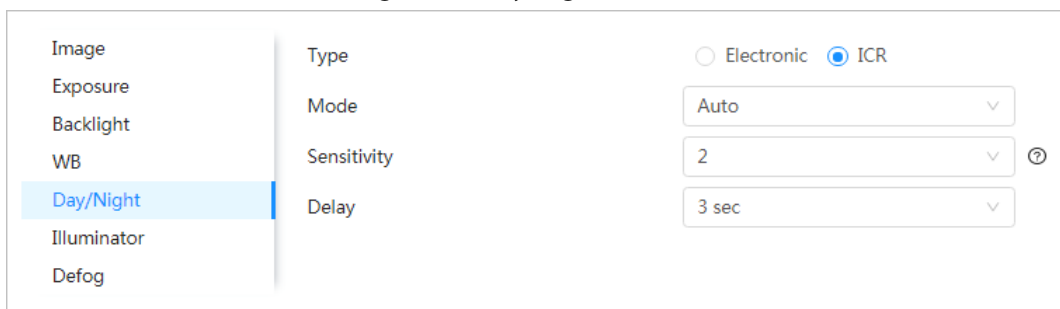 Image
Exposure
Backlight
WB
Day/Night
Illuminator
Defog
Type
Electronic
ICR
Mode
Auto
Sensitivity
2
Delay
3 sec